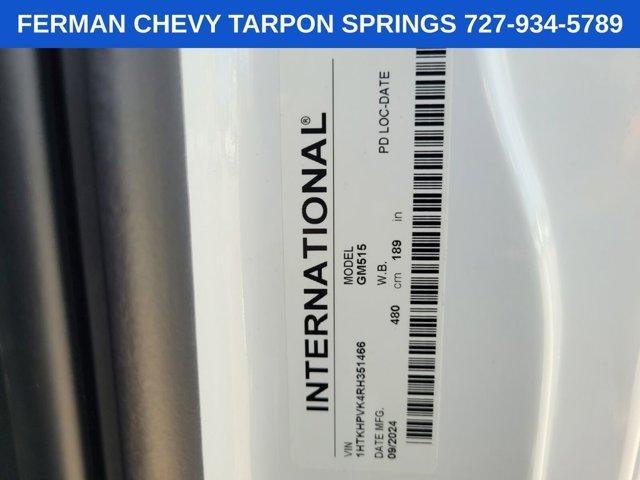 FERMAN CHEVY TARPON SPRINGS 727-934-5789
INTERNATIONAL®
VIN MODEL
1HTKHPVK4RH351466 GM515
DATE MFG. W.B. PD LOC-DATE
09/2024 480 cm 189 in